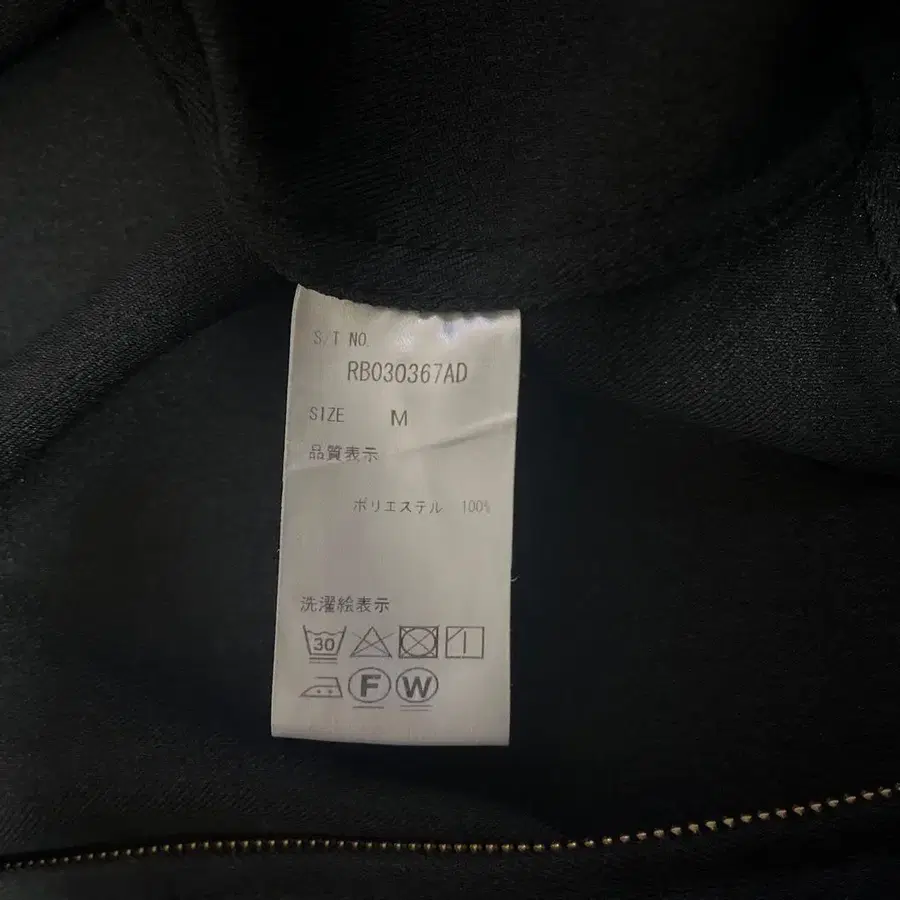 S/T NO.
RB030367AD
SIZE M
品質表示
ポリエステル 100%
洗濯絵表示
30
F W